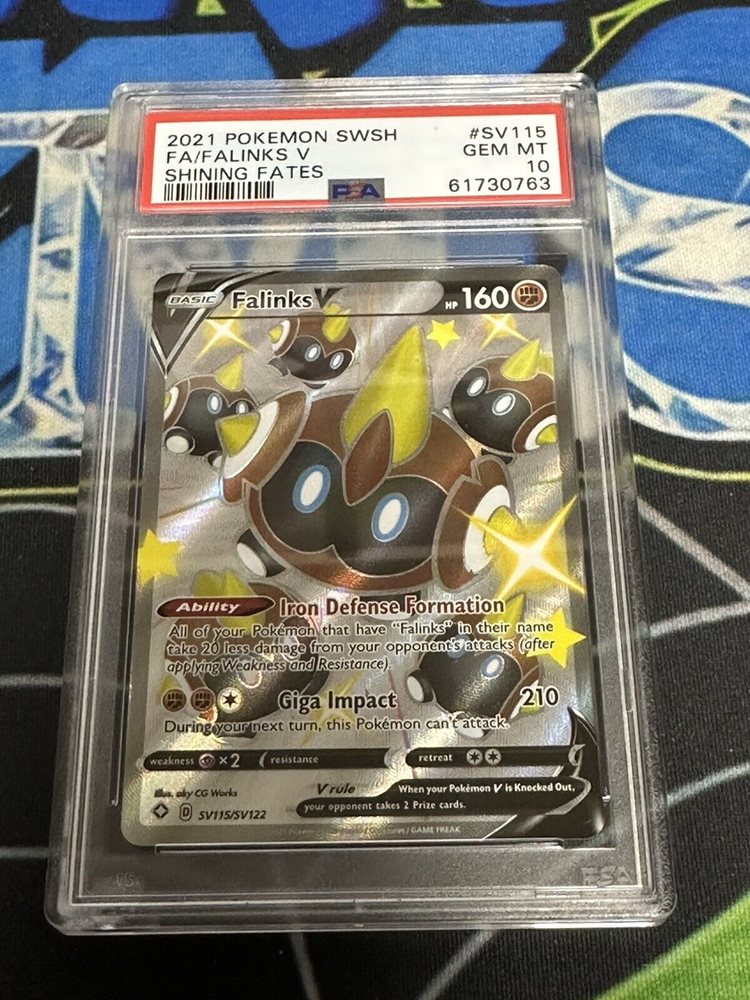 2021 POKEMON SWSH #SV115
FA/FALINKS V GEM MT
SHINING FATES 10
PSA 61730763
BASIC Falinks V HP 160
Ability Iron Defense Formation
All of your Pokémon that have “Falinks” in their name
take 20 less damage from your opponent's attacks (after
applying Weakness and Resistance).
Giga Impact 210
During your next turn, this Pokémon can't attack.
weakness ×2 resistance retreat
Illus. aky CG Works
V rule When your Pokémon V is Knocked Out,
your opponent takes 2 Prize cards.
D SV115/SV122
/ GAME FREAK
PSA